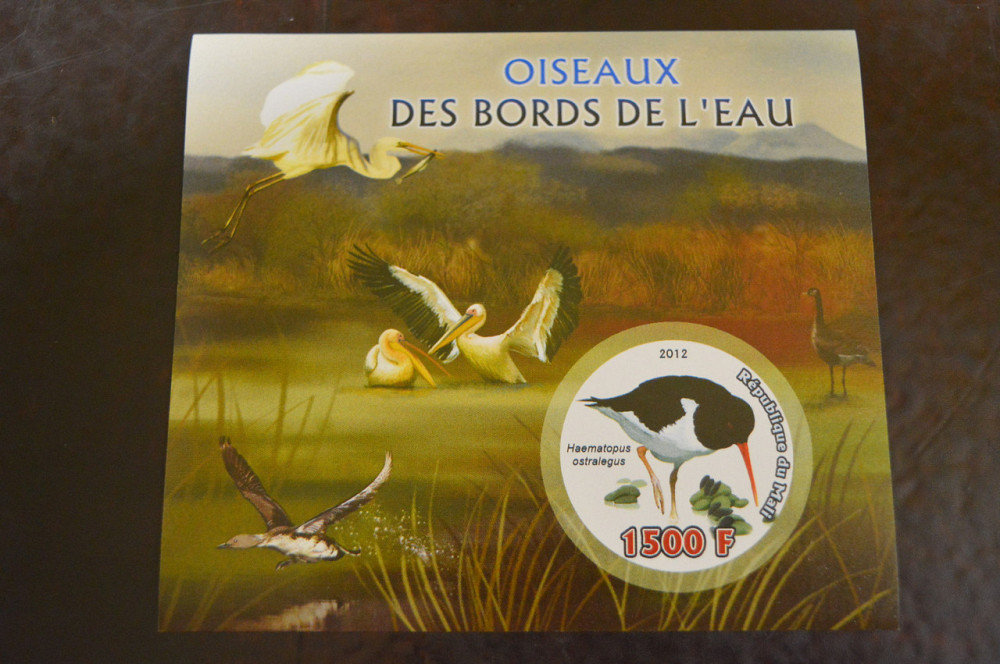 OISEAUX
DES BORDS DE L'EAU
2012
République du Mali
Haematopus
ostralegus
1500 F